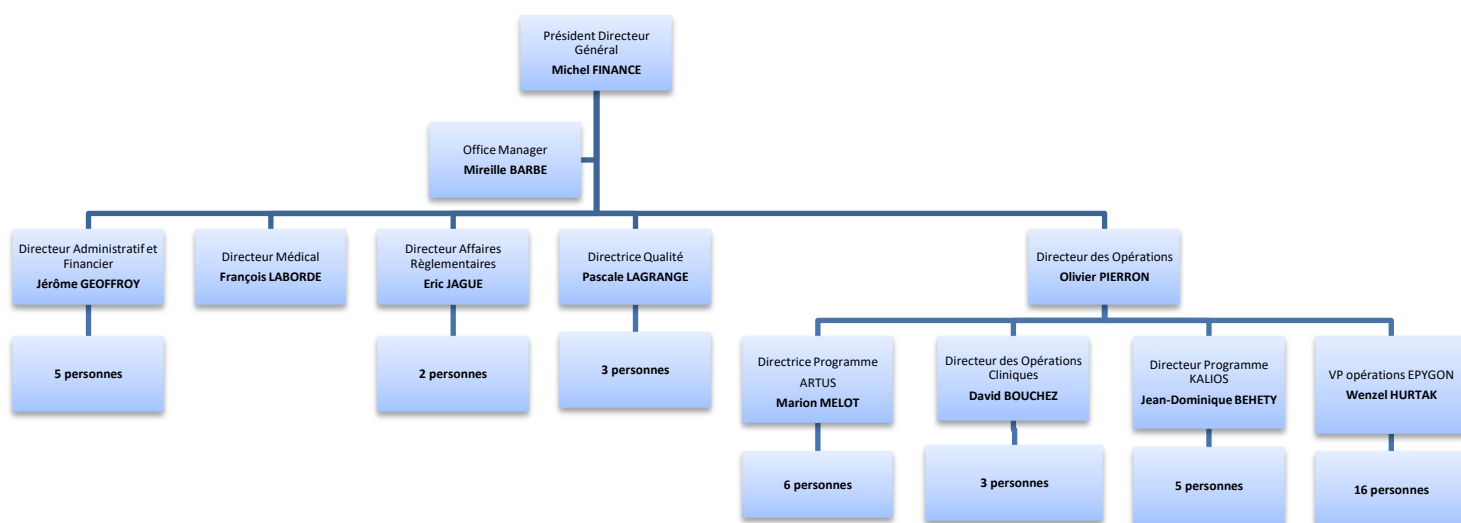 Président Directeur
Général
Michel FINANCE
Office Manager
Mireille BARBE
Directeur Administratif et
Financier
Jérôme GEOFFROY
Directeur Médical
François LABORDE
Directeur Affaires
Règlementaires
Eric JAGUE
Directrice Qualité
Pascale LAGRANGE
Directeur des Opérations
Olivier PIERRON
5 personnes
2 personnes
3 personnes
Directrice Programme
ARTUS
Marion MELOT
Directeur des Opérations
Cliniques
David BOUCHEZ
Directeur Programme
KALIOS
Jean-Dominique BEHETY
VP opérations EPYGON
Wenzel HURTAK
6 personnes
3 personnes
5 personnes
16 personnes